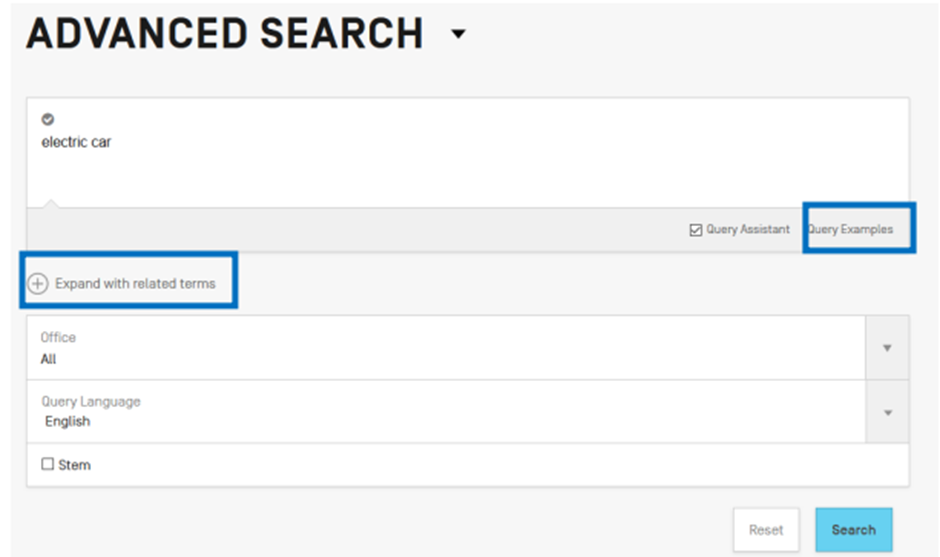 ADVANCED SEARCH
electric car
Query Assistant Query Examples
Expand with related terms
Office
All
Query Language
English
Stem
Reset Search